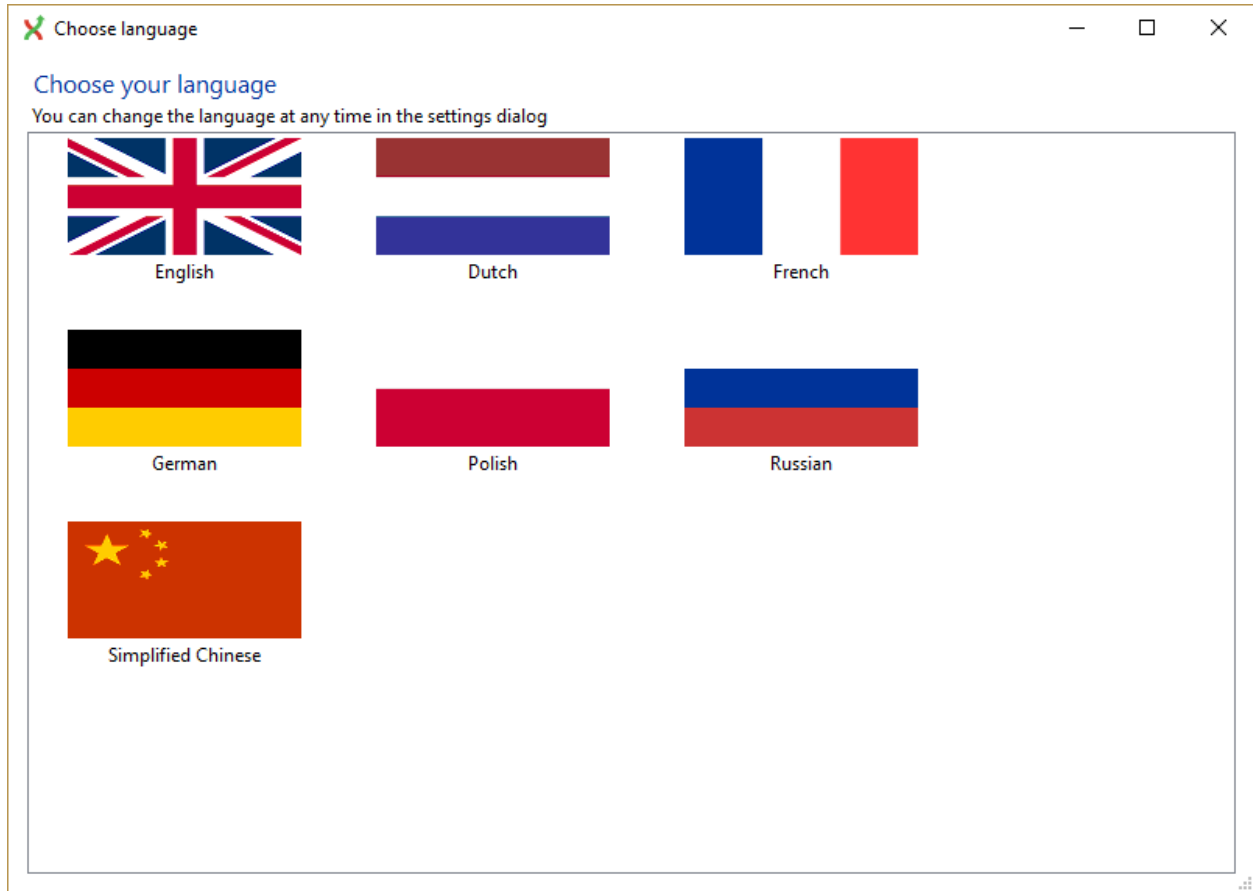 Choose language
Choose your language
You can change the language at any time in the settings dialog
English
Dutch
French
German
Polish
Russian
Simplified Chinese